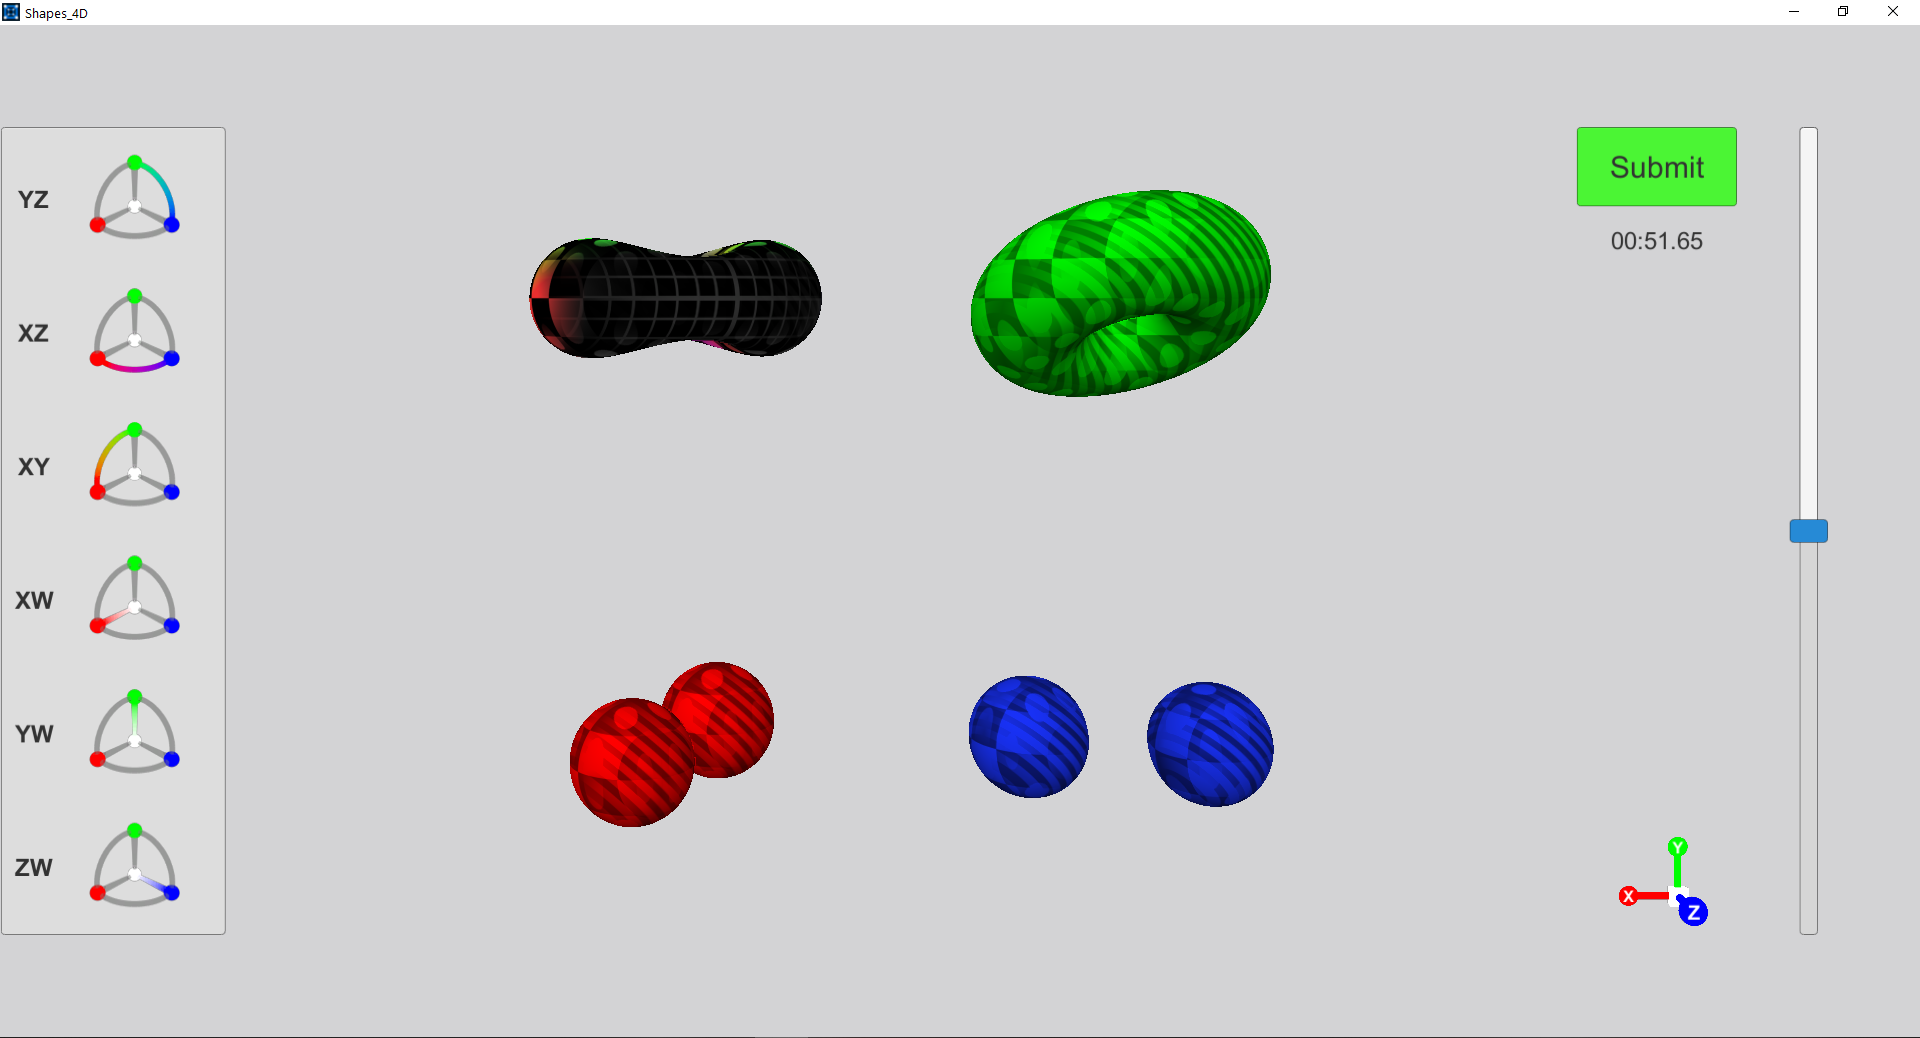 Shapes_4D
YZ
XZ
XY
XW
YW
ZW
Submit
00:51.65
Y
X
Z